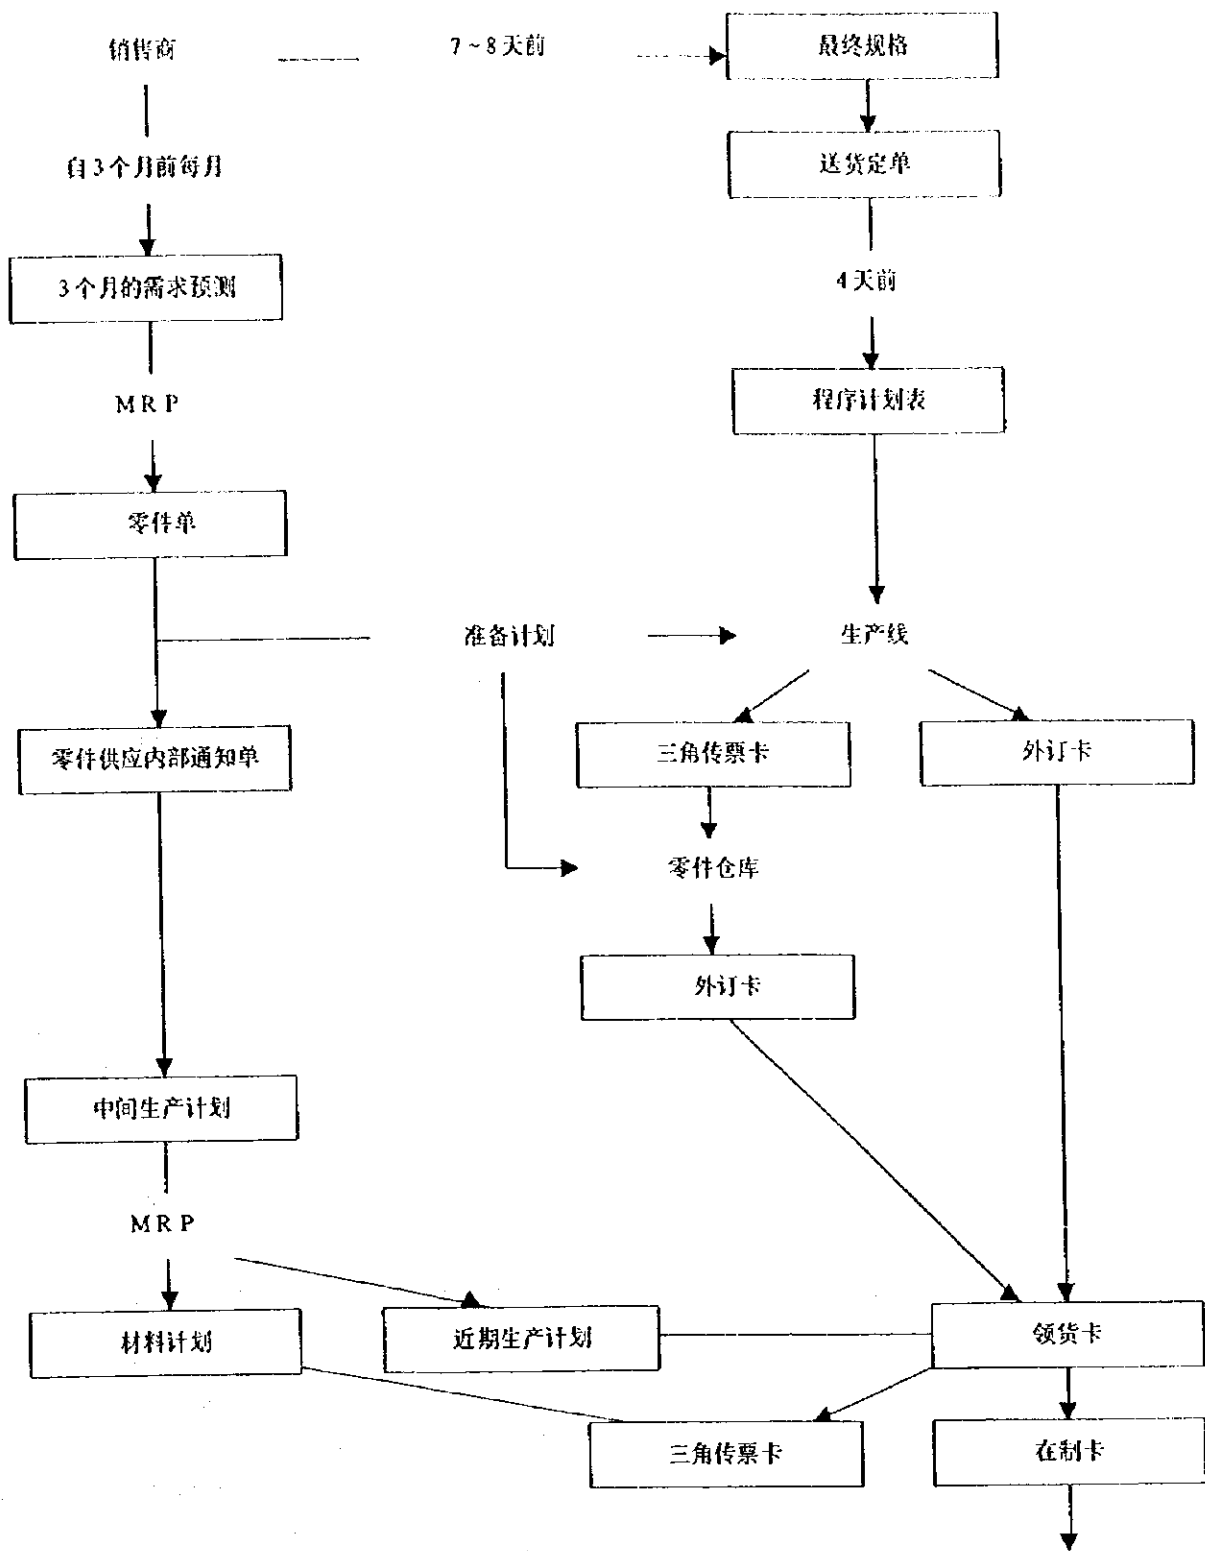 销售商
7~8天前
最终规格
送货定单
自3个月前每月
3个月的需求预测
4天前
MRP
程序计划表
零件单
准备计划
生产线
零件供应内部通知单
三角传票卡
外订卡
零件仓库
外订卡
中间生产计划
MRP
材料计划
近期生产计划
领货卡
三角传票卡
在制卡